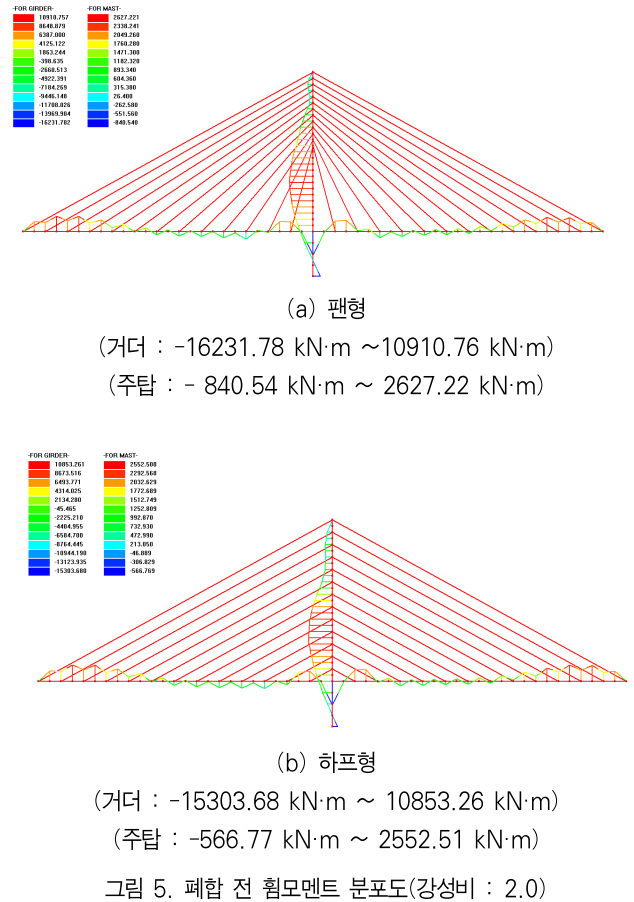 -FOR GIRDER- -FOR MAST-
10910.757 2627.221
8648.879 2338.241
6387.000 2049.260
4125.122 1760.280
1863.244 1471.300
-398.635 1182.320
-2660.513 893.340
-4922.391 604.360
-7184.269 315.380
-9446.148 26.400
-11708.026 -262.580
-13969.904 -551.560
-16231.782 -840.540
(a) 팬형
(거더 : -16231.78 kN·m ~10910.76 kN·m)
(주탑 : - 840.54 kN·m ~ 2627.22 kN·m)
-FOR GIRDER- -FOR MAST-
10853.261 2552.508
8673.516 2292.568
6493.771 2032.629
4314.025 1772.689
2134.280 1512.749
-45.465 1252.809
-2225.210 992.870
-4404.955 732.930
-6584.700 472.990
-8764.445 213.050
-10944.190 -46.889
-13123.935 -306.829
-15303.680 -566.769
(b) 하프형
(거더 : -15303.68 kN·m ~ 10853.26 kN·m)
(주탑 : -566.77 kN·m ~ 2552.51 kN·m)
그림 5. 폐합 전 휨모멘트 분포도(강성비 : 2.0)